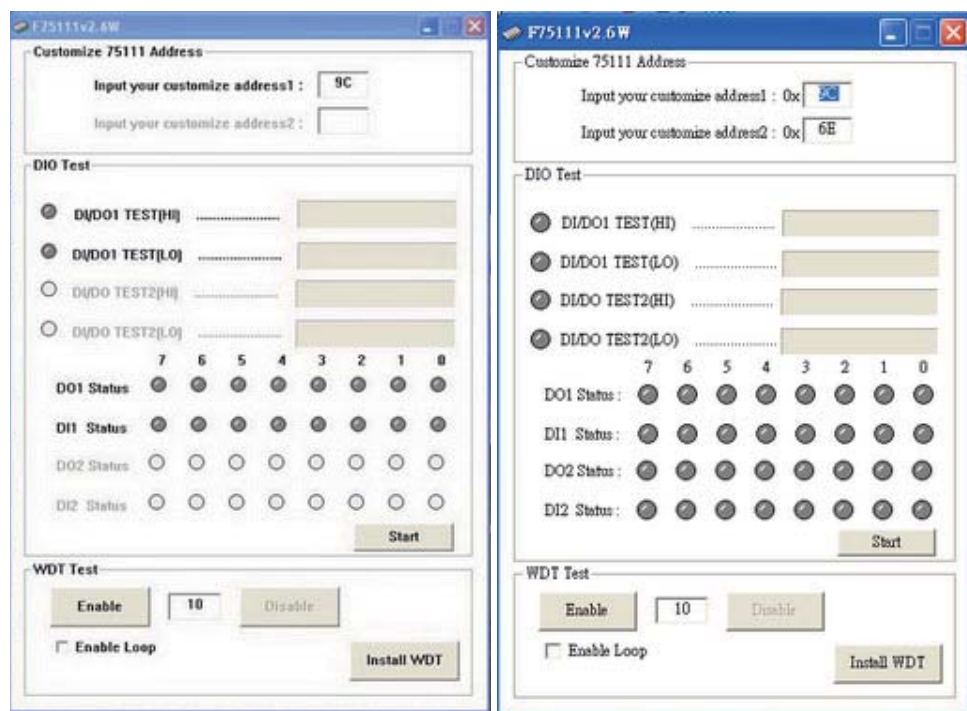 F75111v2.6W
Customize 75111 Address
Input your customize address1 : 9C
Input your customize address2 :
DIO Test
DI/DO1 TEST(HI) ......................
DI/DO1 TEST(LO) ......................
DI/DO TEST2(HI) ......................
DI/DO TEST2(LO) ......................
7 6 5 4 3 2 1 0
DO1 Status
DI1 Status
DO2 Status
DI2 Status
Start
WDT Test
Enable 10 Disable
Enable Loop
Install WDT
F75111v2.6W
Customize 75111 Address
Input your customize address1 : 0x 9C
Input your customize address2 : 0x 6E
DIO Test
DI/DO1 TEST(HI) ......................
DI/DO1 TEST(LO) ......................
DI/DO TEST2(HI) ......................
DI/DO TEST2(LO) ......................
7 6 5 4 3 2 1 0
DO1 Status :
DI1 Status :
DO2 Status :
DI2 Status :
Start
WDT Test
Enable 10 Disable
Enable Loop
Install WDT